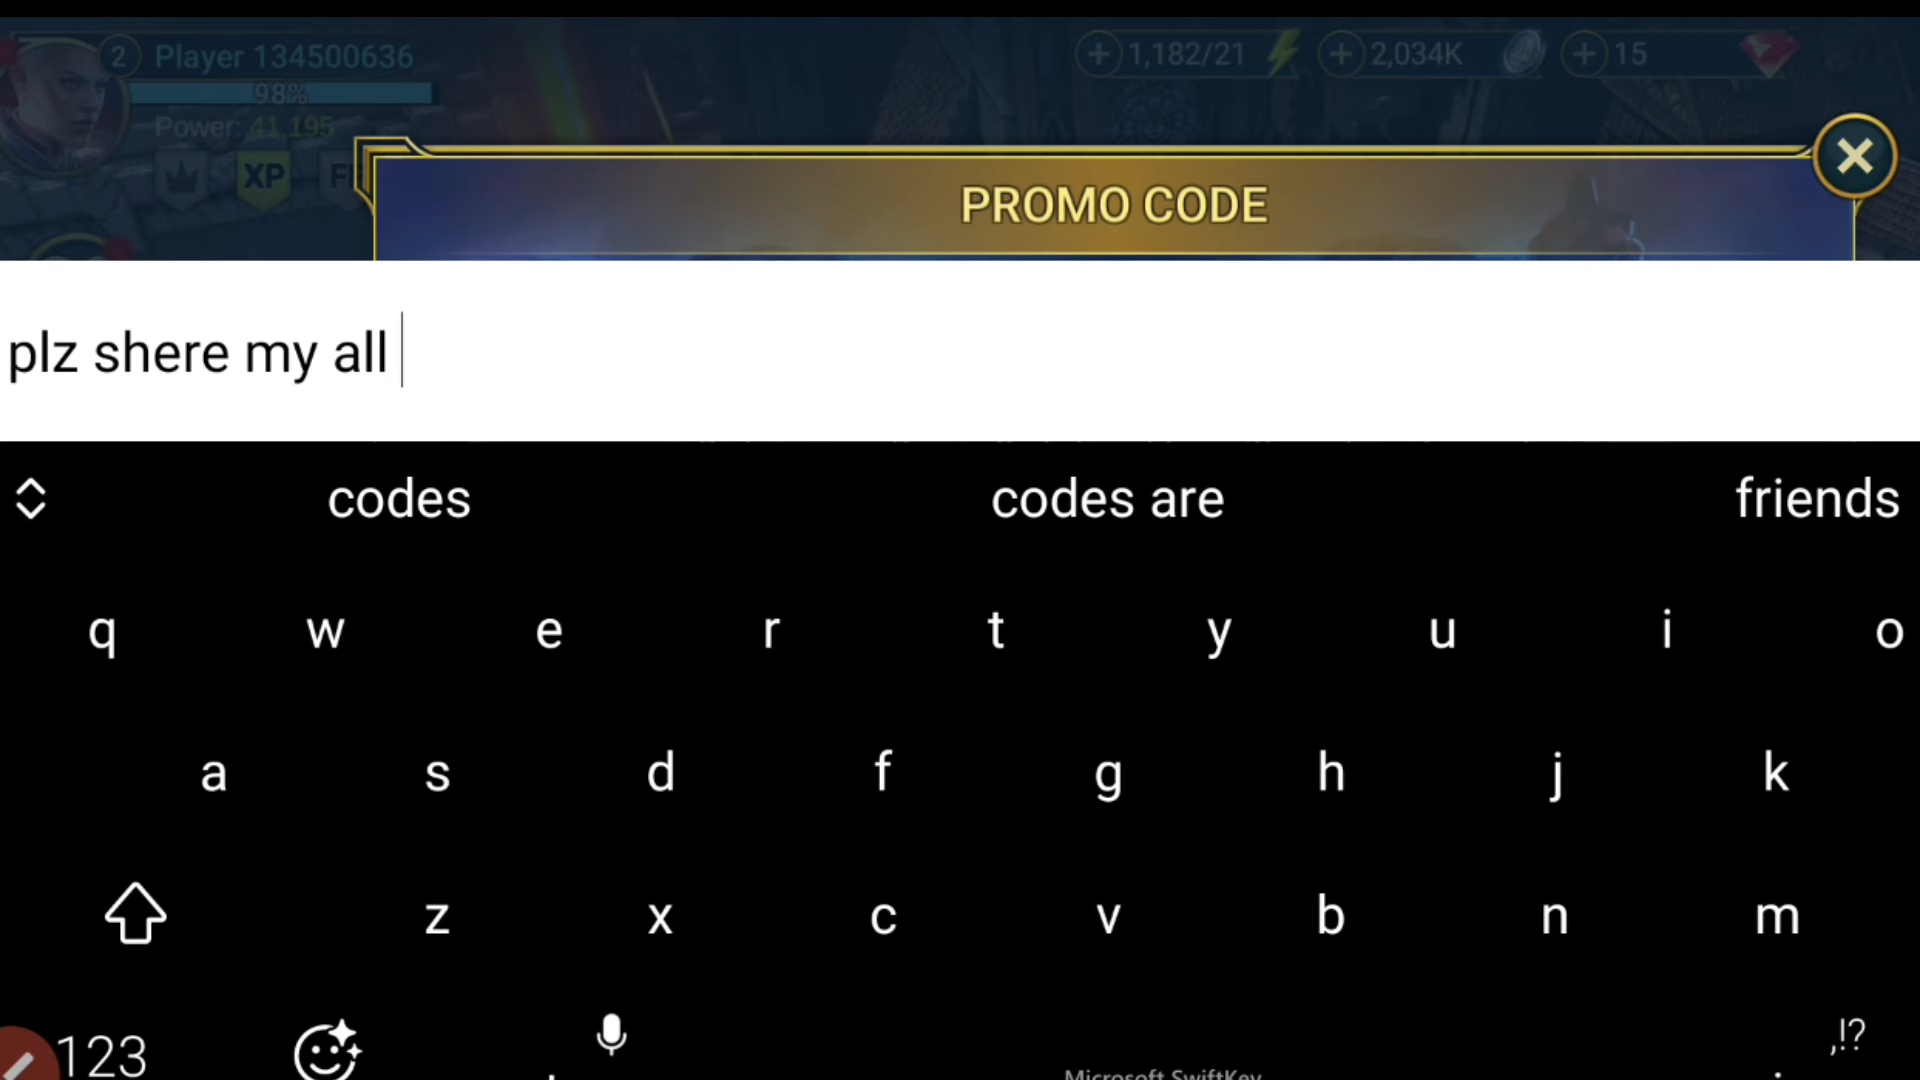 2 Player 134500636 1,182/21 2,034K 15
98%
Power: 41,195
XP
PROMO CODE
plz shere my all
codes codes are friends
q w e r t y u i o
a s d f g h j k
z x c v b n m
123 ,!?
Microsoft SwiftKey